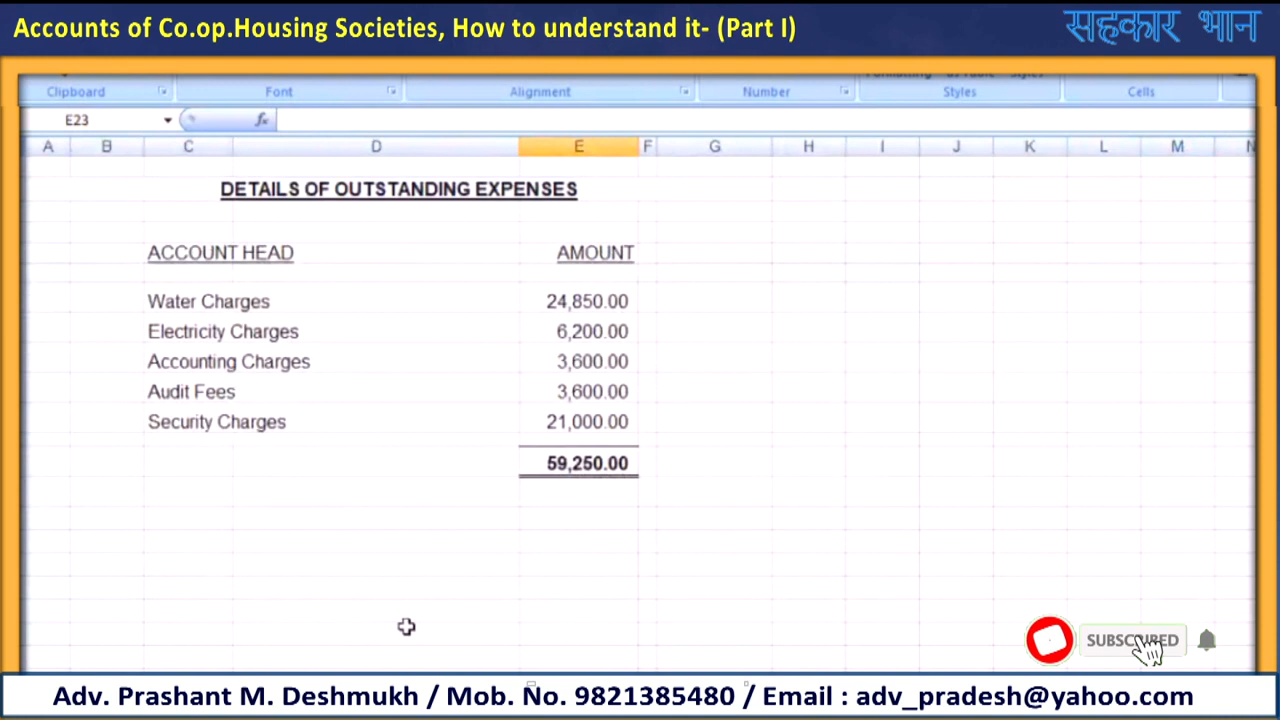 Accounts of Co.op.Housing Societies, How to understand it- (Part I)
सहकार भान
Clipboard Font Alignment Number Styles Cells
E23 fx
A B C D E F G H I J K L M N
DETAILS OF OUTSTANDING EXPENSES
ACCOUNT HEAD AMOUNT
Water Charges 24,850.00
Electricity Charges 6,200.00
Accounting Charges 3,600.00
Audit Fees 3,600.00
Security Charges 21,000.00
59,250.00
SUBSCRIBED
Adv. Prashant M. Deshmukh / Mob. No. 9821385480 / Email : adv_pradesh@yahoo.com